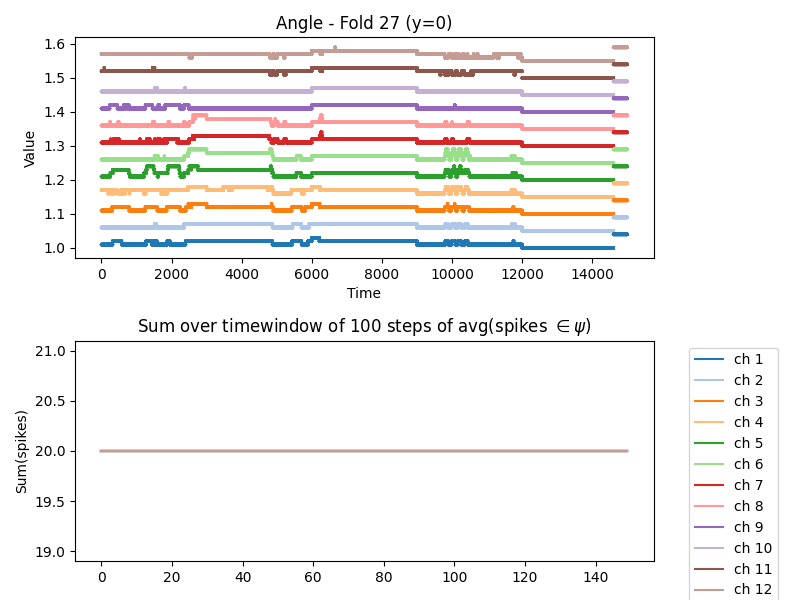 Angle - Fold 27 (y=0)
1.6
1.5
1.4
1.3
1.2
1.1
1.0
Value
0 2000 4000 6000 8000 10000 12000 14000
Time
Sum over timewindow of 100 steps of avg(spikes ∈ ψ)
21.0
20.5
20.0
19.5
19.0
Sum(spikes)
0 20 40 60 80 100 120 140
ch 1
ch 2
ch 3
ch 4
ch 5
ch 6
ch 7
ch 8
ch 9
ch 10
ch 11
ch 12